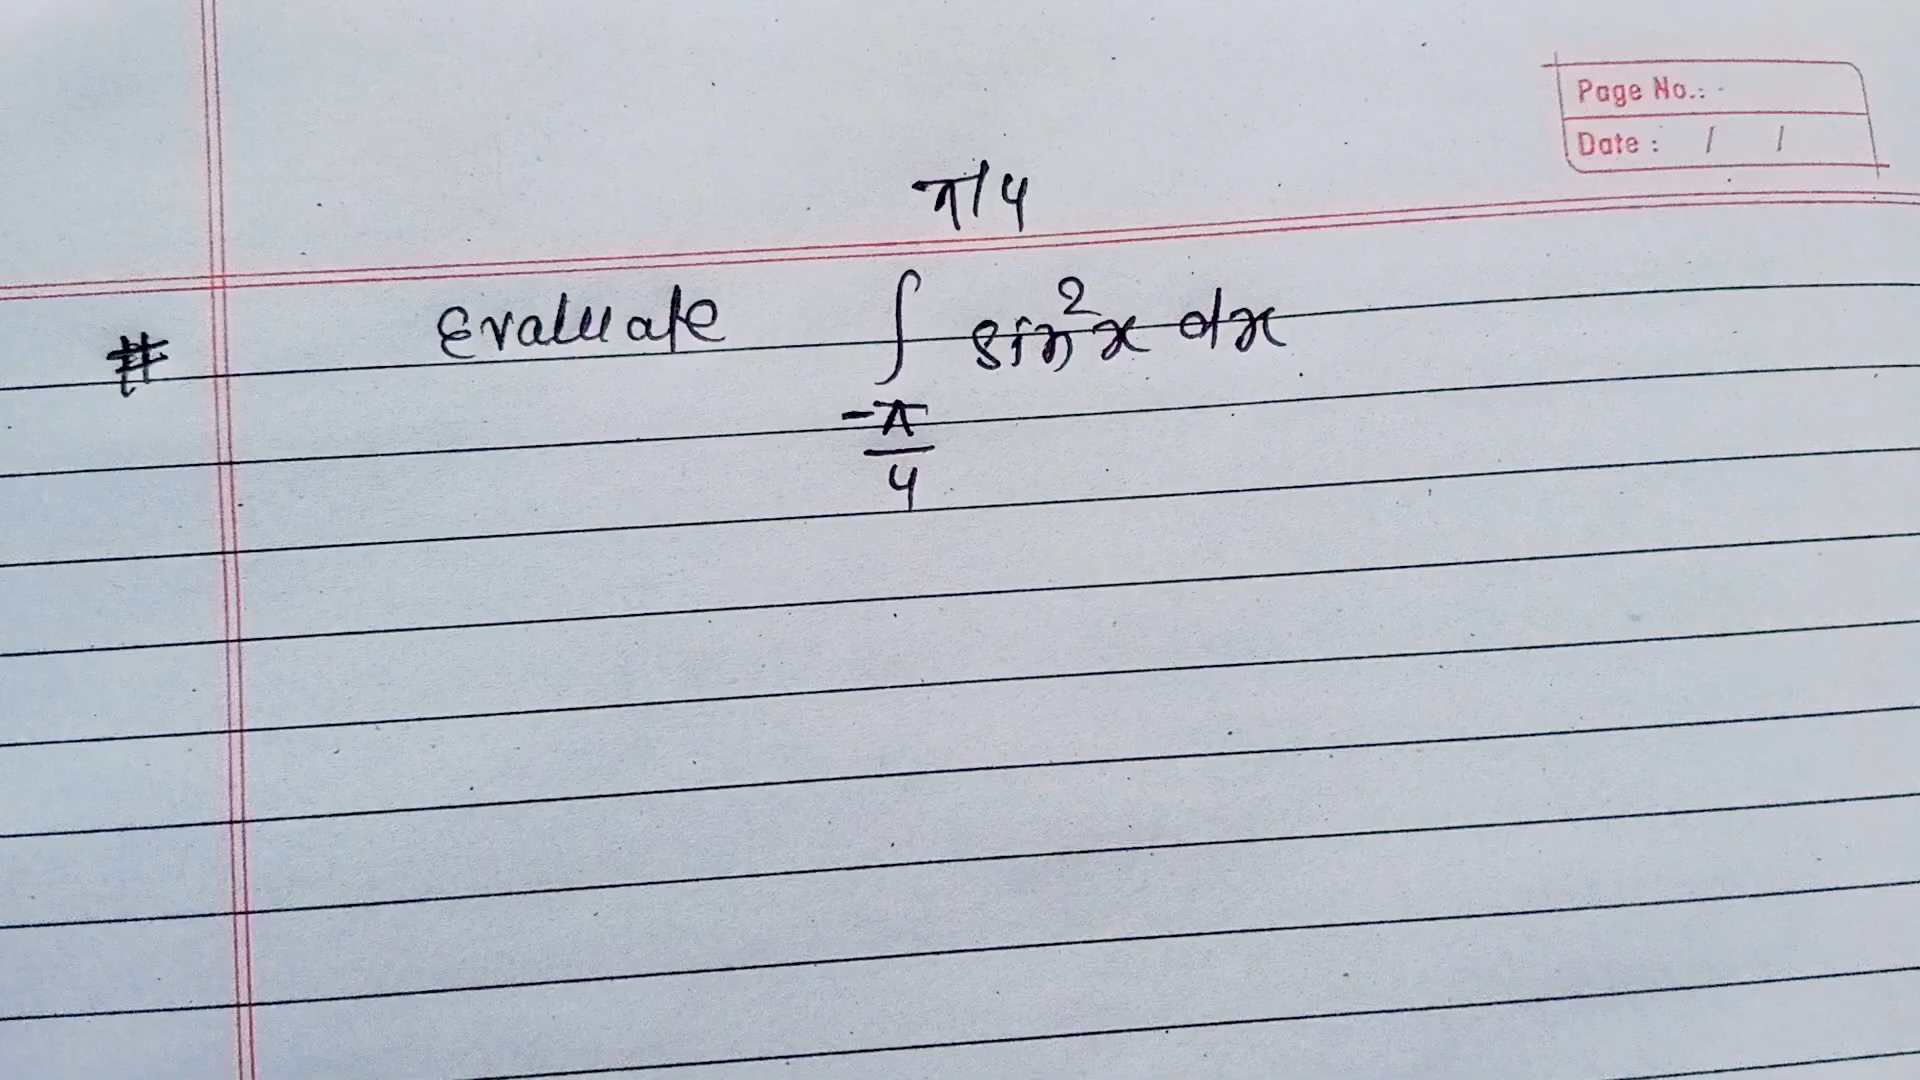 Page No.:
Date : / /
π/4
# Evaluate ∫ sin²x dx
-π
4